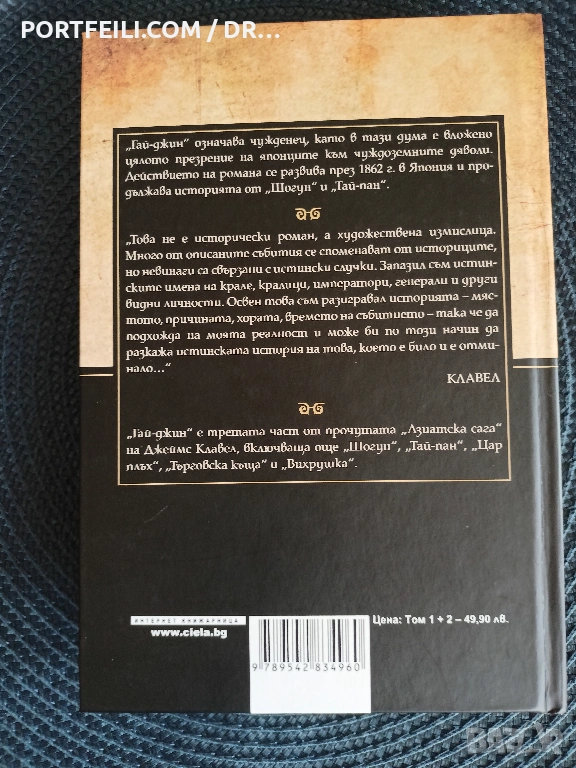 PORTFEILI.COM / DR...
„Гай-джин“ означава чужденец, като в тази дума е вложено
цялото презрение на японците към чуждоземните дяволи.
Действието на романа се развива през 1862 г. в Япония и про-
дължава историята от „Шогун“ и „Тай-пан“.
„Това не е исторически роман, а художествена измислица.
Много от описаните събития се споменават от историците,
но невинаги са свързани с истински случки. Запазил съм истин-
ските имена на крале, кралици, императори, генерали и други
видни личности. Освен това съм разигравал историята – мяс-
тото, причината, хората, времето на събитието – така че да
подхожда на моята реалност и може би по този начин да
разкажа истинската история на това, което е било и е отми-
нало...“
КЛАВЕЛ
„Гай-джин“ е третата част от прочутата „Азиатска сага“
на Джеймс Клавел, включваща още „Шогун“, „Тай-пан“, „Цар
плъх“, „Търговска къща“ и „Вихрушка“.
ИНТЕРНЕТ КНИЖАРНИЦА
www.ciela.bg
Цена: Том 1 + 2 – 49,90 лв.
9 789542 834960
BAZAR